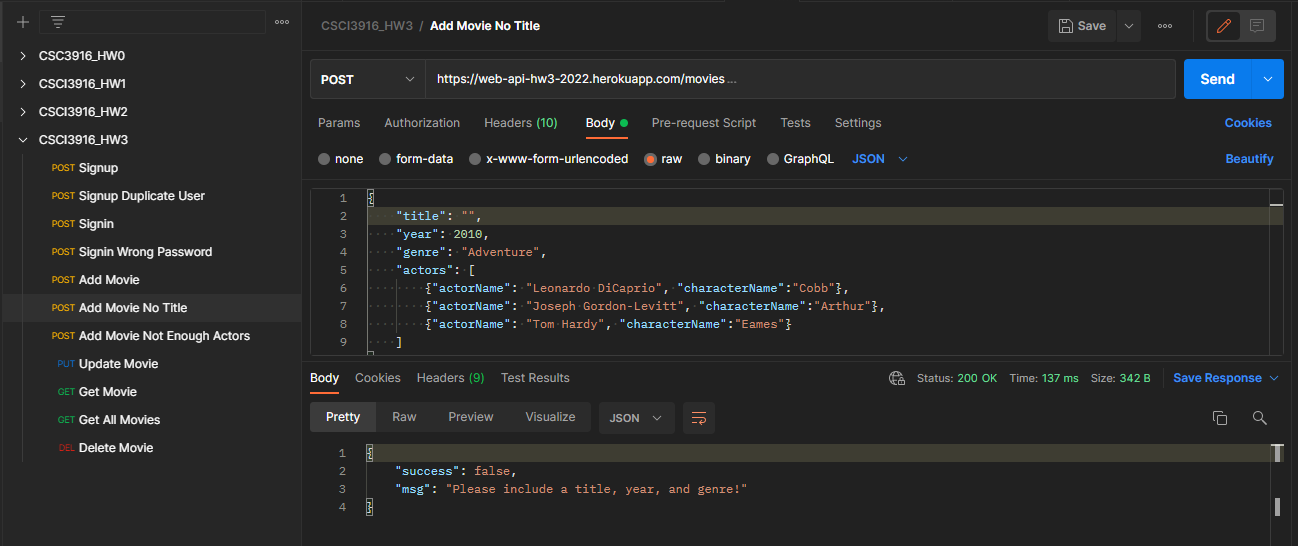 CSC3916_HW0
CSCI3916_HW1
CSCI3916_HW2
CSCI3916_HW3
POST Signup
POST Signup Duplicate User
POST Signin
POST Signin Wrong Password
POST Add Movie
POST Add Movie No Title
POST Add Movie Not Enough Actors
PUT Update Movie
GET Get Movie
GET Get All Movies
DEL Delete Movie
CSCI3916_HW3 / Add Movie No Title
Save
POST https://web-api-hw3-2022.herokuapp.com/movies ...
Send
Params Authorization Headers (10) Body Pre-request Script Tests Settings Cookies
none form-data x-www-form-urlencoded raw binary GraphQL JSON Beautify
1 {
2 "title": "",
3 "year": 2010,
4 "genre": "Adventure",
5 "actors": [
6 {"actorName": "Leonardo DiCaprio", "characterName":"Cobb"},
7 {"actorName": "Joseph Gordon-Levitt", "characterName":"Arthur"},
8 {"actorName": "Tom Hardy", "characterName":"Eames"}
9 ]
Body Cookies Headers (9) Test Results Status: 200 OK Time: 137 ms Size: 342 B Save Response
Pretty Raw Preview Visualize JSON
1 {
2 "success": false,
3 "msg": "Please include a title, year, and genre!"
4 }